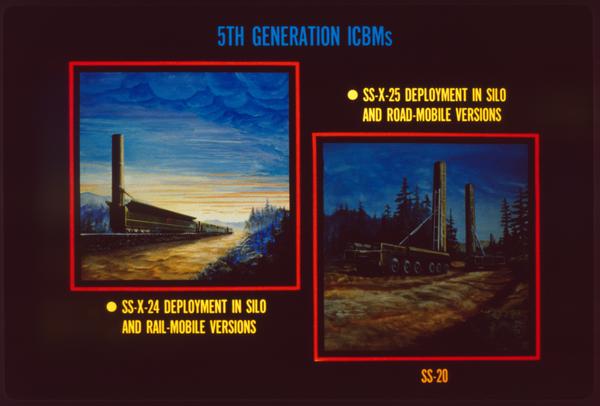 5TH GENERATION ICBMs
SS-X-25 DEPLOYMENT IN SILO
AND ROAD-MOBILE VERSIONS
SS-X-24 DEPLOYMENT IN SILO
AND RAIL-MOBILE VERSIONS
SS-20